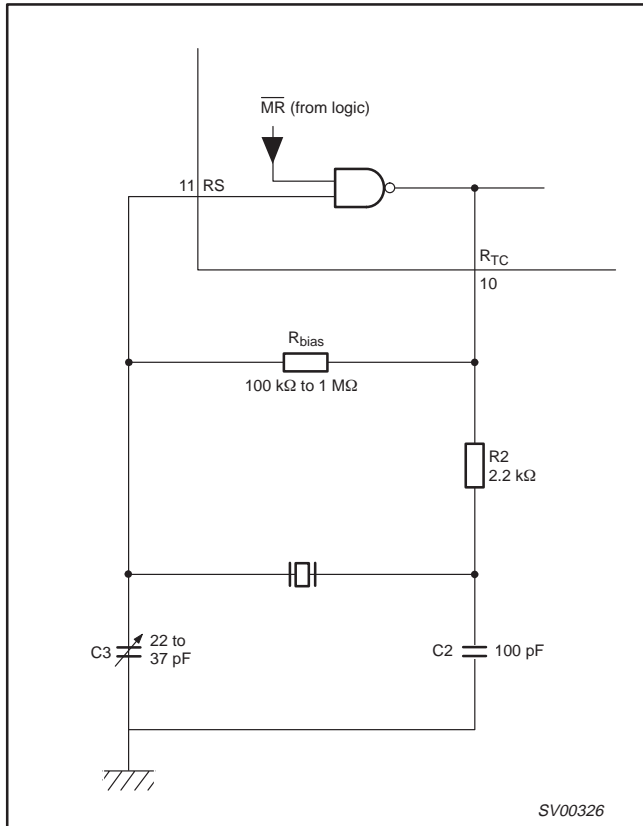 MR (from logic)
11 RS
RTC
10
Rbias
100 kΩ to 1 MΩ
R2
2.2 kΩ
C3
22 to
37 pF
C2
100 pF
SV00326